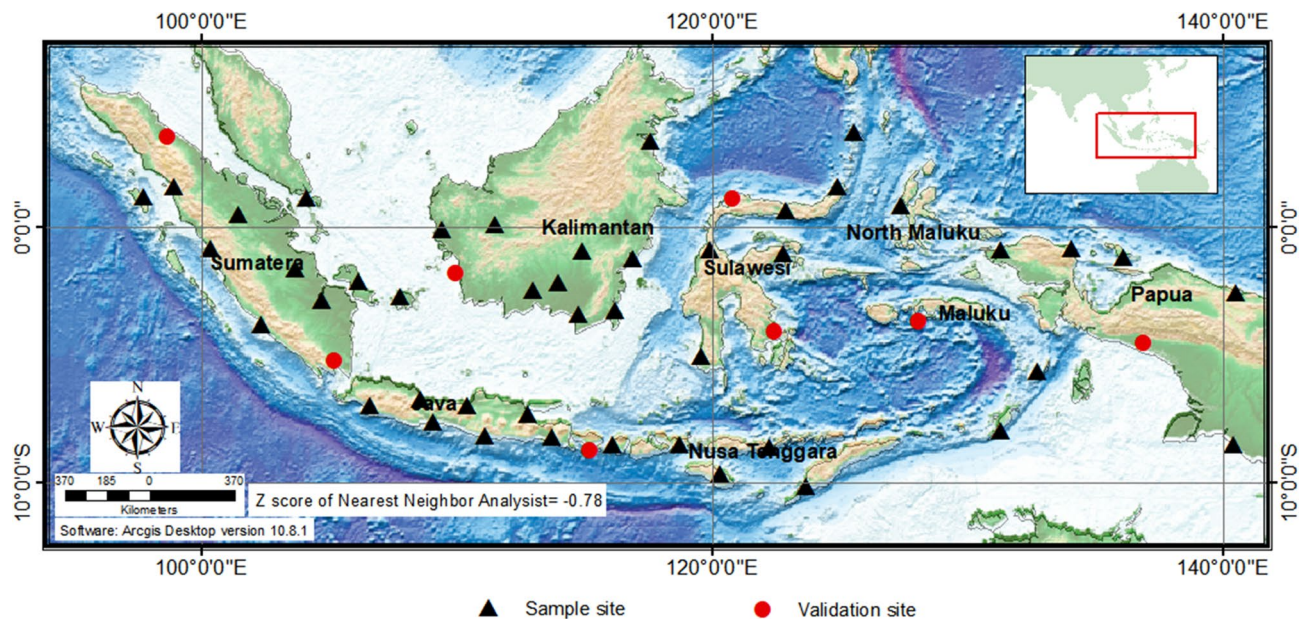 100°0'0"E 120°0'0"E 140°0'0"E
0°0'0"
10°0'0"S
Sumatera
Kalimantan
Sulawesi
North Maluku
Maluku
Papua
Java
Nusa Tenggara
0°0'0"
10°0'0"S
N
W E
S
370 185 0 370
Kilometers
Z score of Nearest Neighbor Analysist= -0.78
Software: Arcgis Desktop version 10.8.1
100°0'0"E 120°0'0"E 140°0'0"E
Sample site Validation site